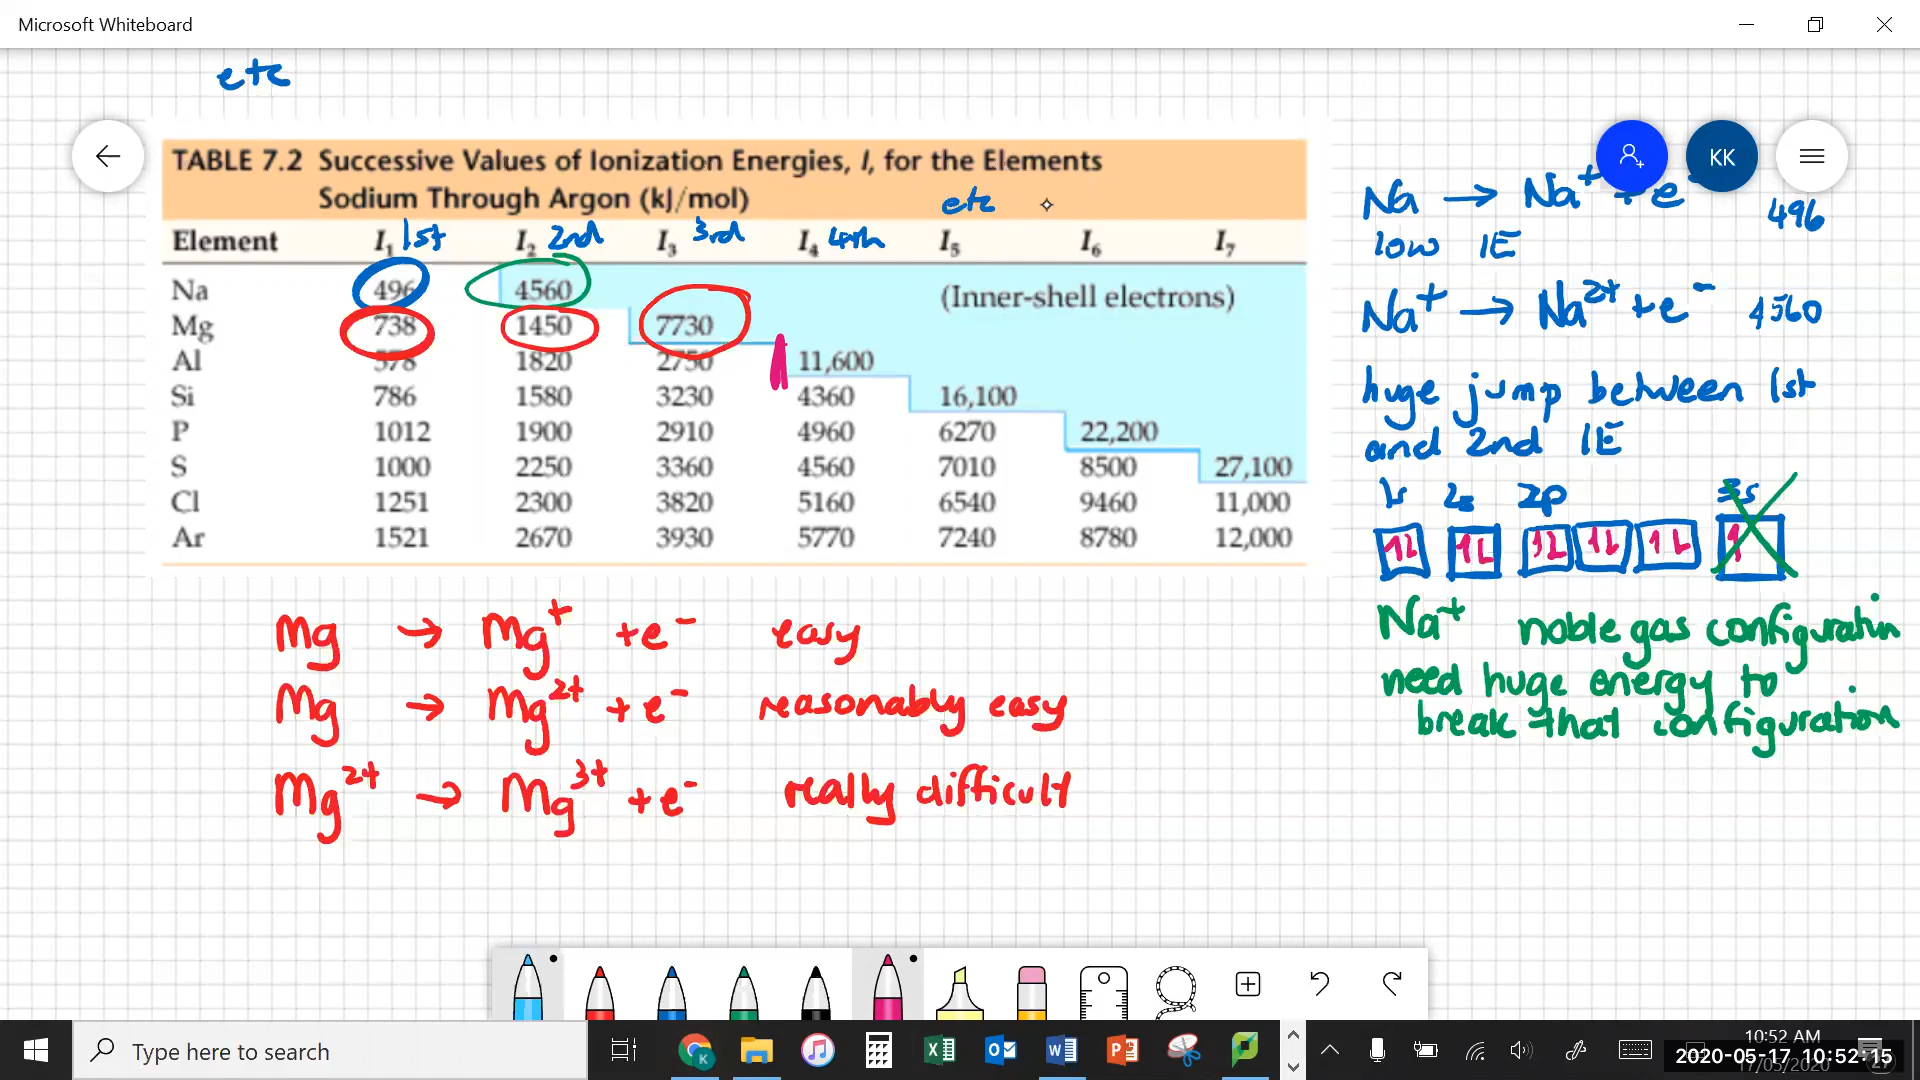 Microsoft Whiteboard
etc
TABLE 7.2 Successive Values of Ionization Energies, I, for the Elements
Sodium Through Argon (kJ/mol)
etc
Element I₁ 1st I₂ 2nd I₃ 3rd I₄ 4th I₅ I₆ I₇
Na 496 4560 (Inner-shell electrons)
Mg 738 1450 7730
Al 578 1820 2750 11,600
Si 786 1580 3230 4360 16,100
P 1012 1900 2910 4960 6270 22,200
S 1000 2250 3360 4560 7010 8500 27,100
Cl 1251 2300 3820 5160 6540 9460 11,000
Ar 1521 2670 3930 5770 7240 8780 12,000
Mg → Mg⁺ + e⁻ easy
Mg → Mg²⁺ + e⁻ reasonably easy
Mg²⁺ → Mg³⁺ + e⁻ really difficult
KK
Na → Na⁺ + e 496
low IE
Na⁺ → Na²⁺ + e⁻ 4560
huge jump between 1st
and 2nd IE
1s 2s 2p 3s
Na⁺ noble gas configuration
need huge energy to
break that configuration
Type here to search
10:52 AM
17/05/2020
2020-05-17 10:52:15